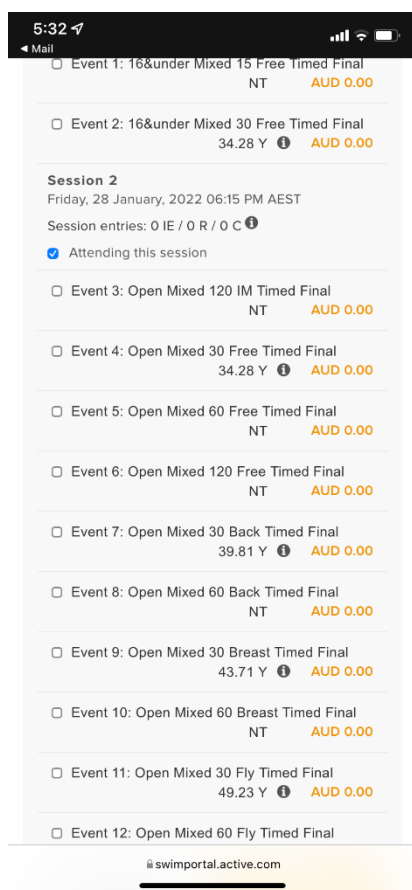 5:32
◀ Mail
Event 1: 16&under Mixed 15 Free Timed Final
NT AUD 0.00
Event 2: 16&under Mixed 30 Free Timed Final
34.28 Y AUD 0.00
Session 2
Friday, 28 January, 2022 06:15 PM AEST
Session entries: 0 IE / 0 R / 0 C
Attending this session
Event 3: Open Mixed 120 IM Timed Final
NT AUD 0.00
Event 4: Open Mixed 30 Free Timed Final
34.28 Y AUD 0.00
Event 5: Open Mixed 60 Free Timed Final
NT AUD 0.00
Event 6: Open Mixed 120 Free Timed Final
NT AUD 0.00
Event 7: Open Mixed 30 Back Timed Final
39.81 Y AUD 0.00
Event 8: Open Mixed 60 Back Timed Final
NT AUD 0.00
Event 9: Open Mixed 30 Breast Timed Final
43.71 Y AUD 0.00
Event 10: Open Mixed 60 Breast Timed Final
NT AUD 0.00
Event 11: Open Mixed 30 Fly Timed Final
49.23 Y AUD 0.00
Event 12: Open Mixed 60 Fly Timed Final
swimportal.active.com